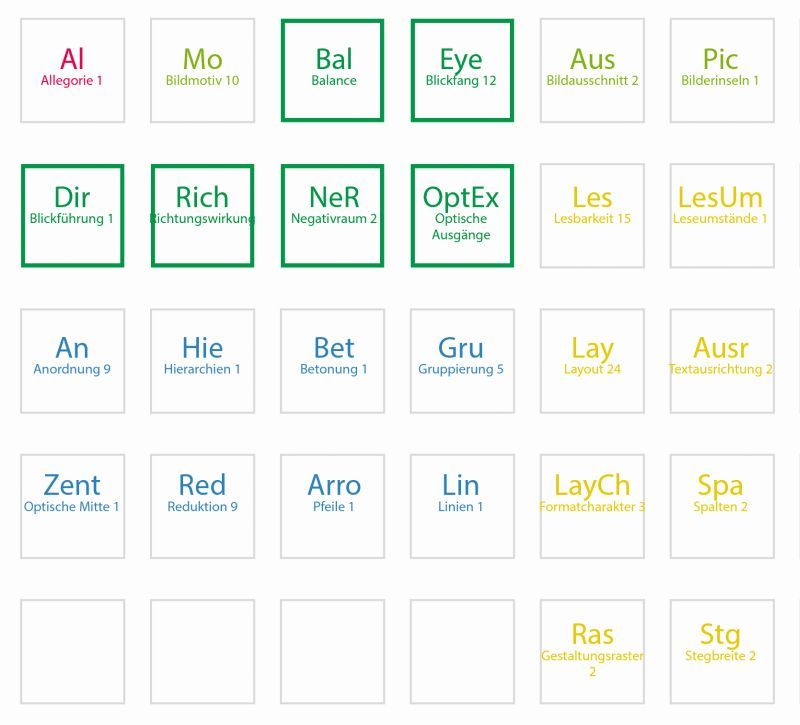 Al
Allegorie 1
Mo
Bildmotiv 10
Bal
Balance
Eye
Blickfang 12
Aus
Bildausschnitt 2
Pic
Bilderinseln 1
Dir
Blickführung 1
Rich
Richtungswirkung
NeR
Negativraum 2
OptEx
Optische
Ausgänge
Les
Lesbarkeit 15
LesUm
Leseumstände 1
An
Anordnung 9
Hie
Hierarchien 1
Bet
Betonung 1
Gru
Gruppierung 5
Lay
Layout 24
Ausr
Textausrichtung 2
Zent
Optische Mitte 1
Red
Reduktion 9
Arro
Pfeile 1
Lin
Linien 1
LayCh
Formatcharakter 3
Spa
Spalten 2
Ras
Gestaltungsraster
2
Stg
Stegbreite 2